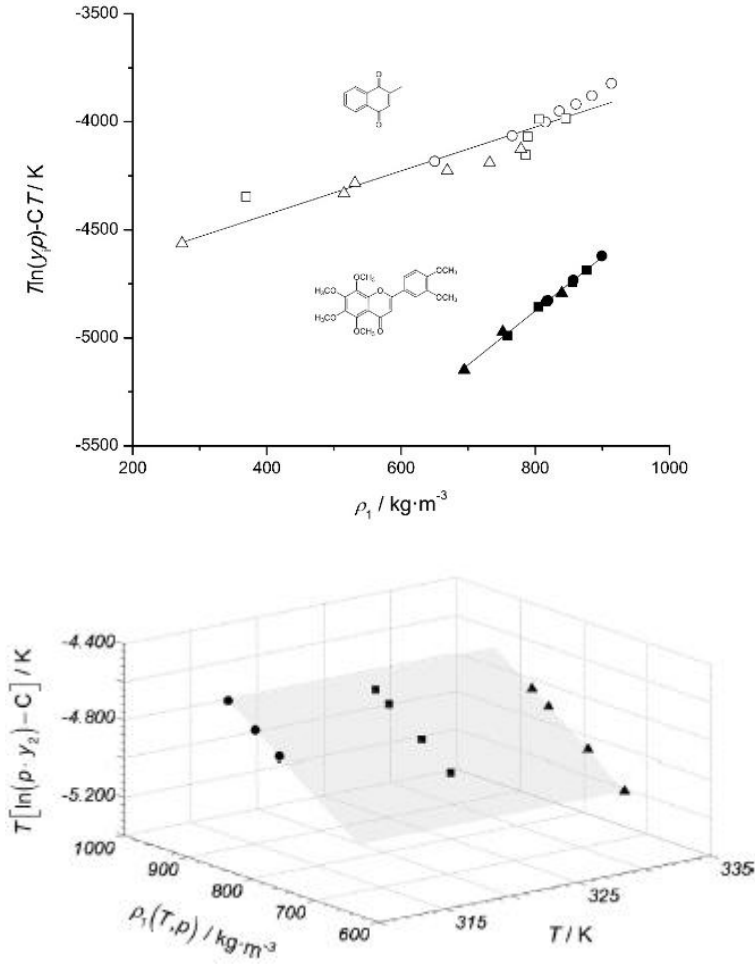 -3500
-4000
-4500
-5000
-5500
Tln(y_ip)-CT / K
O
O
OCH₃
OCH₃
H₃CO
O
OCH₃
H₃CO
OCH₃
O
200
400
600
800
1000
ρ₁ / kg·m⁻³
-4.400
-4.800
-5.200
T[ln(p · y₂) – C] / K
1000
900
800
700
600
ρ₁(T,p) / kg·m⁻³
315
325
335
T / K